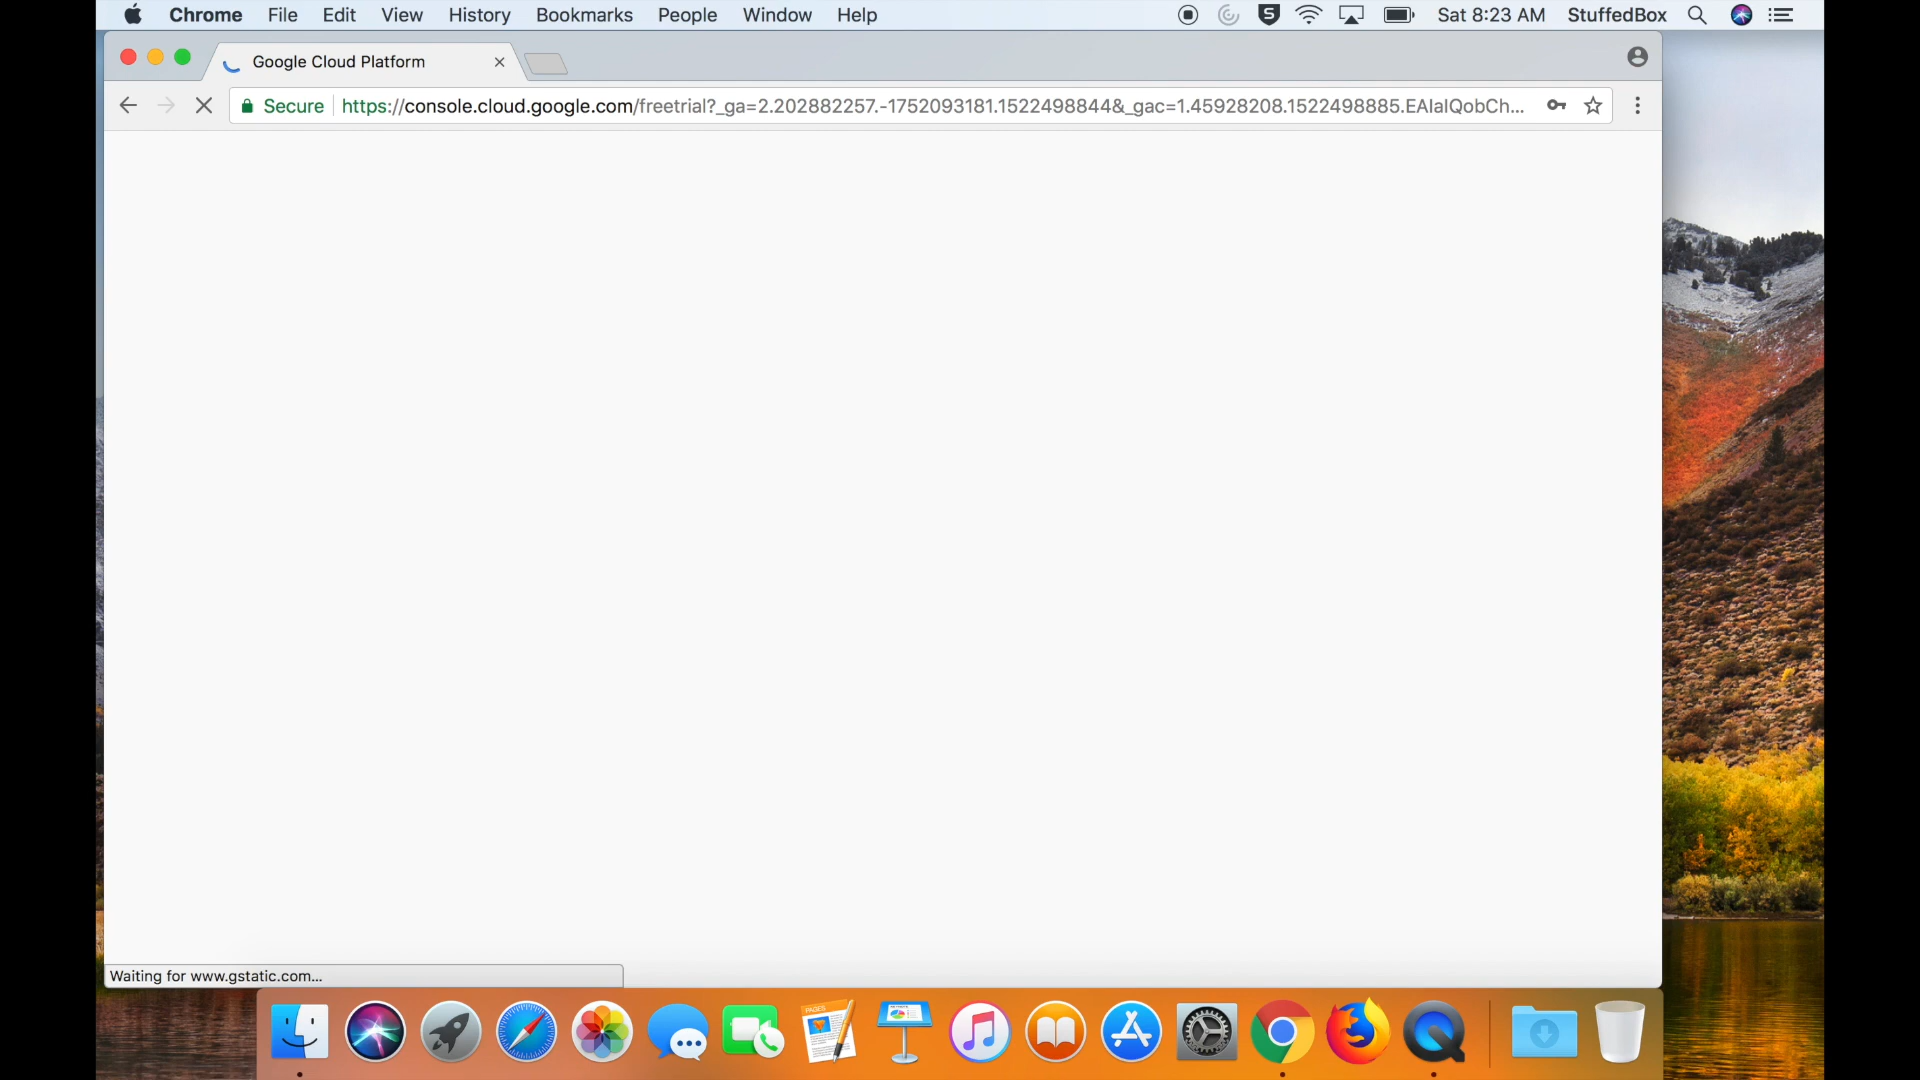 Chrome File Edit View History Bookmarks People Window Help Sat 8:23 AM StuffedBox
Google Cloud Platform
Secure https://console.cloud.google.com/freetrial?_ga=2.202882257.-1752093181.1522498844&_gac=1.45928208.1522498885.EAIaIQobCh...
Waiting for www.gstatic.com...
PAGES